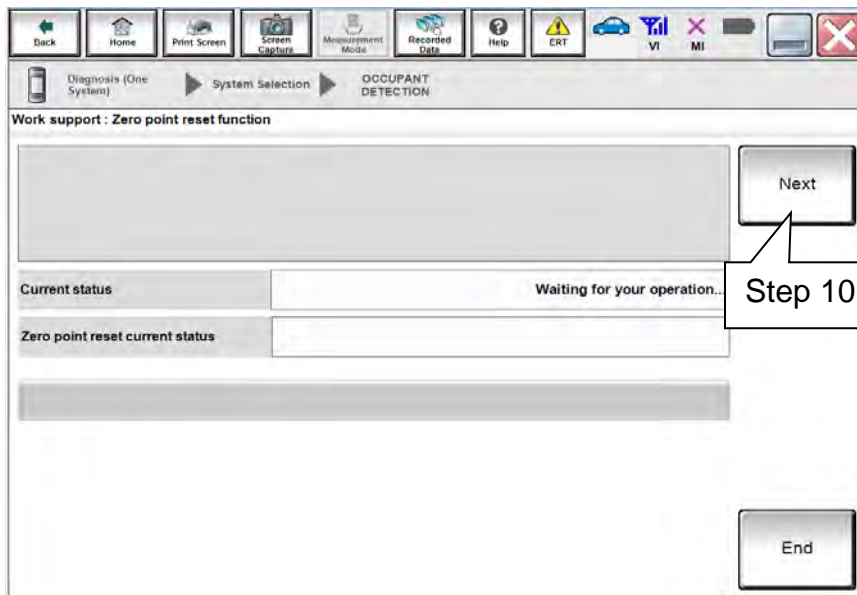 Back
Home
Print Screen
Screen
Capture
Measurement
Mode
Recorded
Data
Help
ERT
VI
MI
Diagnosis (One
System)
System Selection
OCCUPANT
DETECTION
Work support : Zero point reset function
Next
Current status
Waiting for your operation...
Step 10
Zero point reset current status
End